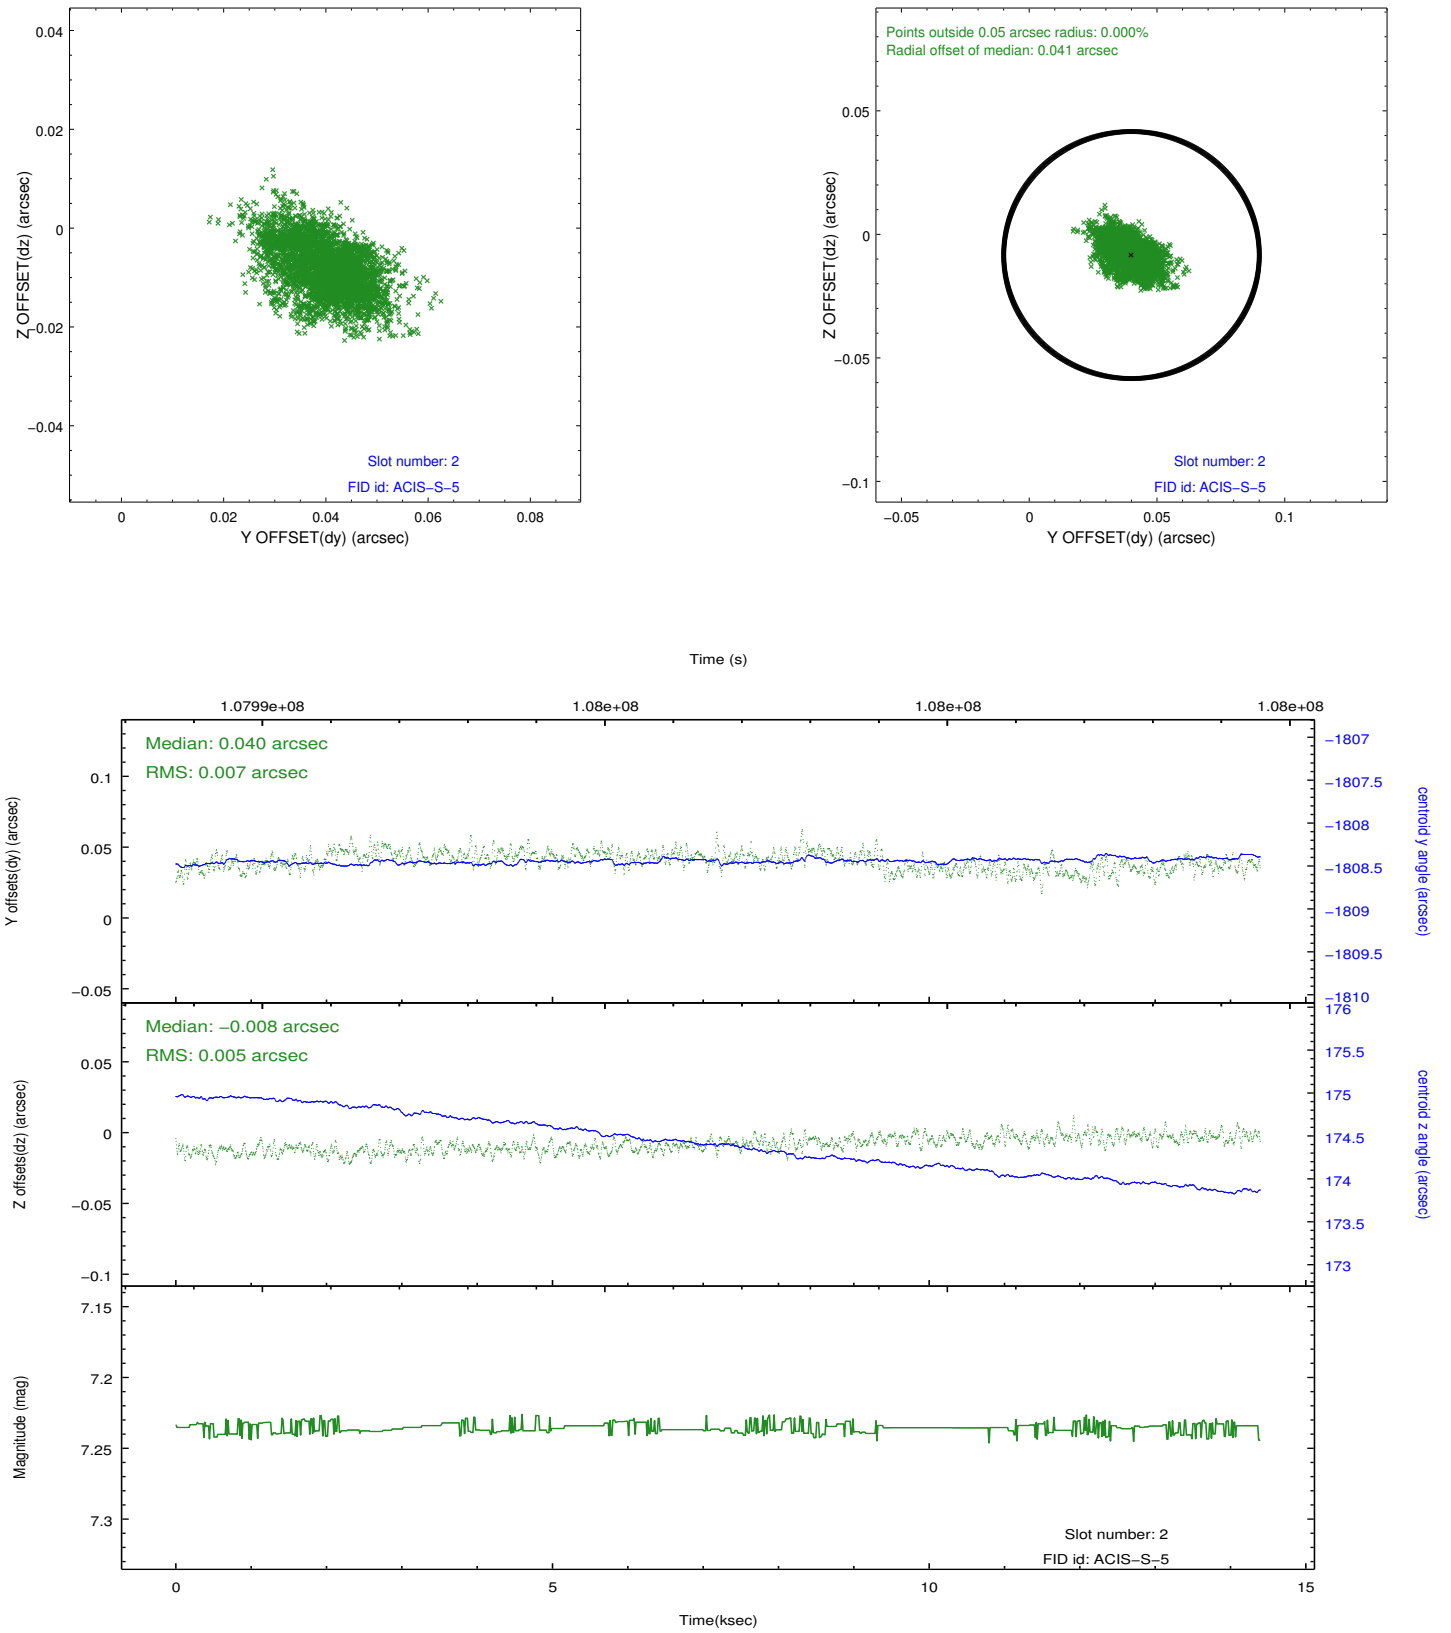 0.04
0.02
0
−0.02
−0.04
Z OFFSET(dz) (arcsec)
Slot number: 2
FID id: ACIS−S−5
0 0.02 0.04 0.06 0.08
Y OFFSET(dy) (arcsec)
Points outside 0.05 arcsec radius: 0.000%
Radial offset of median: 0.041 arcsec
0.05
0
−0.05
−0.1
Z OFFSET(dz) (arcsec)
Slot number: 2
FID id: ACIS−S−5
−0.05 0 0.05 0.1
Y OFFSET(dy) (arcsec)
Time (s)
1.0799e+08 1.08e+08 1.08e+08 1.08e+08
Median: 0.040 arcsec
RMS: 0.007 arcsec
0.1
0.05
0
−0.05
Y offsets(dy) (arcsec)
−1807
−1807.5
−1808
−1808.5
−1809
−1809.5
−1810
centroid y angle (arcsec)
Median: −0.008 arcsec
RMS: 0.005 arcsec
0.05
0
−0.05
−0.1
Z offsets(dz) (arcsec)
176
175.5
175
174.5
174
173.5
173
centroid z angle (arcsec)
7.15
7.2
7.25
7.3
Magnitude (mag)
Slot number: 2
FID id: ACIS−S−5
0 5 10 15
Time(ksec)